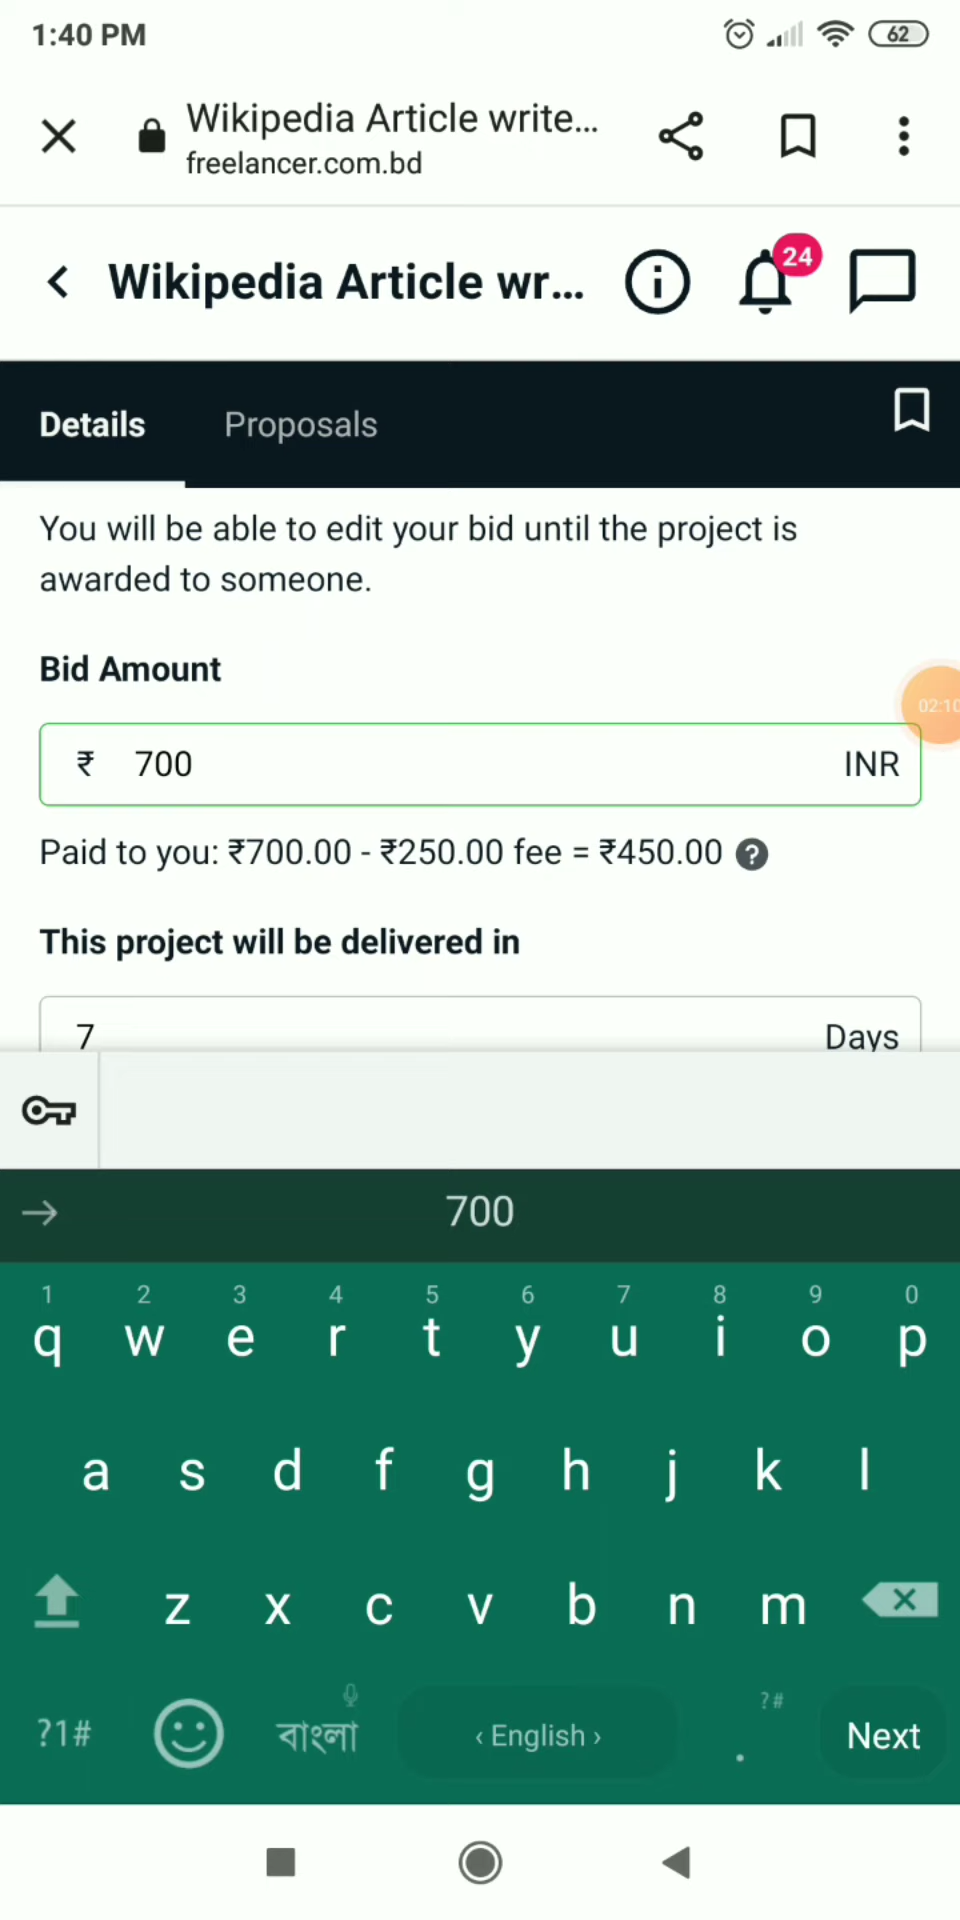 1:40 PM
62
Wikipedia Article write...
freelancer.com.bd
Wikipedia Article wr...
24
Details
Proposals
You will be able to edit your bid until the project is
awarded to someone.
Bid Amount
02:10
₹ 700 INR
Paid to you: ₹700.00 - ₹250.00 fee = ₹450.00 ?
This project will be delivered in
7 Days
700
1 2 3 4 5 6 7 8 9 0
q w e r t y u i o p
a s d f g h j k l
z x c v b n m
?1# বাংলা ‹ English › . ?# Next